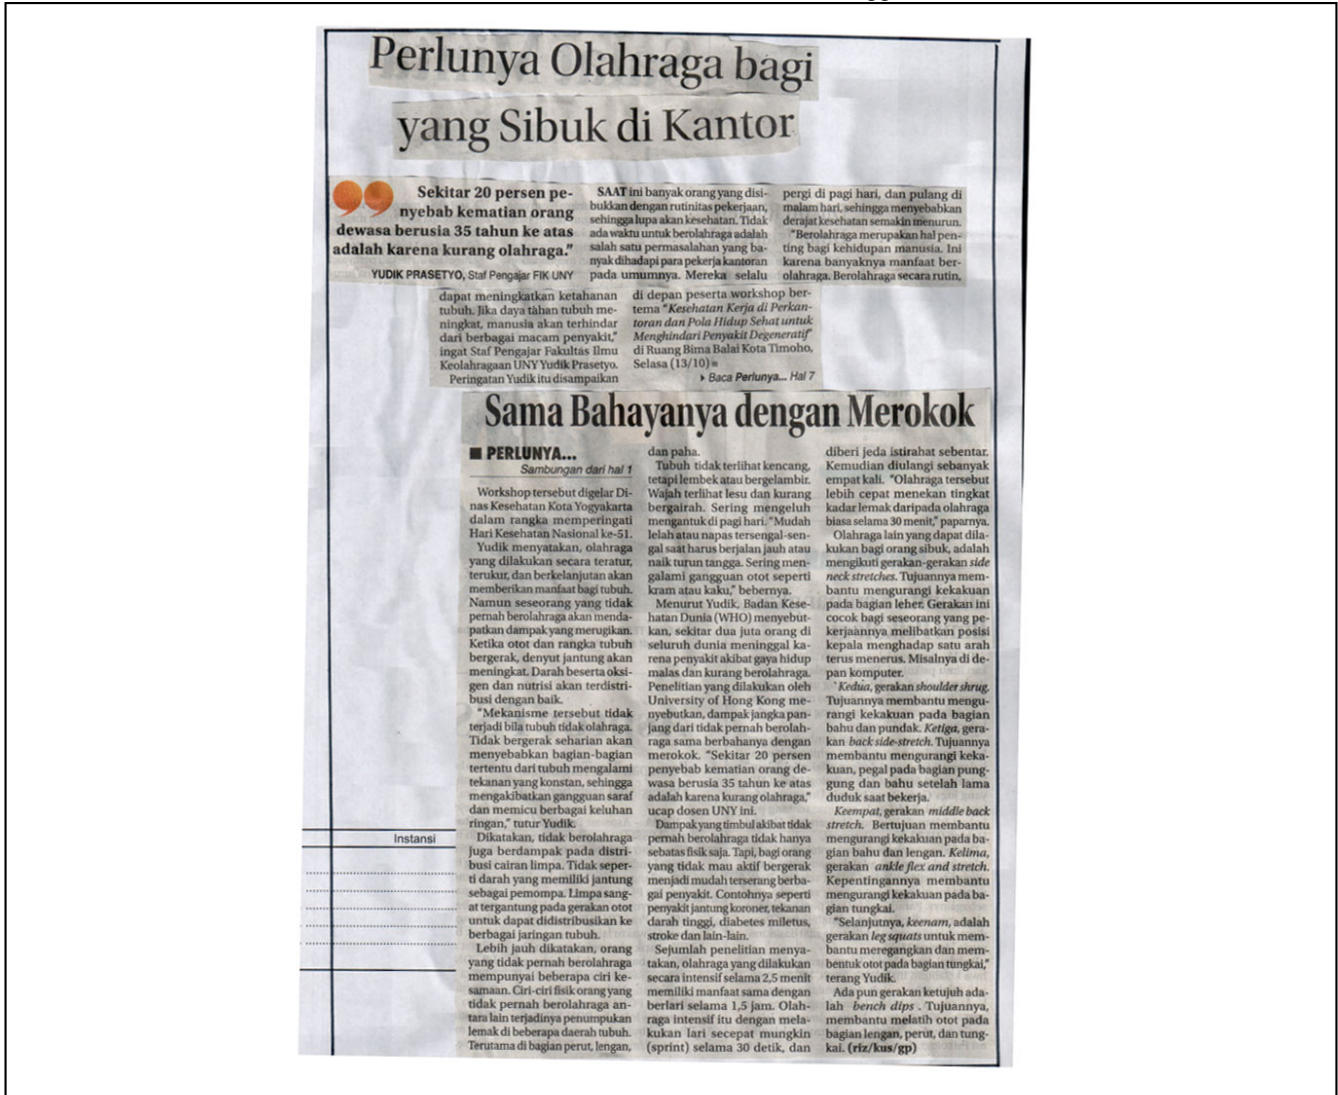 Perlunya Olahraga bagi
yang Sibuk di Kantor
Sekitar 20 persen pe-
nyebab kematian orang
dewasa berusia 35 tahun ke atas
adalah karena kurang olahraga."
YUDIK PRASETYO, Staf Pengajar FIK UNY
SAAT ini banyak orang yang disi-
bukkan dengan rutinitas pekerjaan,
sehingga lupa akan kesehatan. Tidak
ada waktu untuk berolahraga adalah
salah satu permasalahan yang ba-
nyak dihadapi para pekerja kantoran
pada umumnya. Mereka selalu
pergi di pagi hari, dan pulang di
malam hari, sehingga menyebabkan
derajat kesehatan semakin menurun.
"Berolahraga merupakan hal pen-
ting bagi kehidupan manusia. Ini
karena banyaknya manfaat ber-
olahraga. Berolahraga secara rutin,
dapat meningkatkan ketahanan
tubuh. Jika daya tahan tubuh me-
ningkat, manusia akan terhindar
dari berbagai macam penyakit,"
ingat Staf Pengajar Fakultas Ilmu
Keolahragaan UNY Yudik Prasetyo.
Peringatan Yudik itu disampaikan
di depan peserta workshop ber-
tema "Kesehatan Kerja di Perkan-
toran dan Pola Hidup Sehat untuk
Menghindari Penyakit Degeneratif"
di Ruang Bima Balai Kota Timoho,
Selasa (13/10)
Baca Perlunya... Hal 7
Sama Bahayanya dengan Merokok
■ PERLUNYA...
Sambungan dari hal 1
Workshop tersebut digelar Di-
nas Kesehatan Kota Yogyakarta
dalam rangka memperingati
Hari Kesehatan Nasional ke-51.
Yudik menyatakan, olahraga
yang dilakukan secara teratur,
terukur, dan berkelanjutan akan
memberikan manfaat bagi tubuh.
Namun seseorang yang tidak
pernah berolahraga akan menda-
patkan dampak yang merugikan.
Ketika otot dan rangka tubuh
bergerak, denyut jantung akan
meningkat. Darah beserta oksi-
gen dan nutrisi akan terdistri-
busi dengan baik.
"Mekanisme tersebut tidak
terjadi bila tubuh tidak olahraga.
Tidak bergerak seharian akan
menyebabkan bagian-bagian
tertentu dari tubuh mengalami
tekanan yang konstan, sehingga
mengakibatkan gangguan saraf
dan memicu berbagai keluhan
ringan," tutur Yudik.
Dikatakan, tidak berolahraga
juga berdampak pada distri-
busi cairan limpa. Tidak seper-
ti darah yang memiliki jantung
sebagai pemompa. Limpa sang-
at tergantung pada gerakan otot
untuk dapat didistribusikan ke
berbagai jaringan tubuh.
Lebih jauh dikatakan, orang
yang tidak pernah berolahraga
mempunyai beberapa ciri ke-
samaan. Ciri-ciri fisik orang yang
tidak pernah berolahraga an-
tara lain terjadinya penumpukan
lemak di beberapa daerah tubuh.
Terutama di bagian perut, lengan,
dan paha.
Tubuh tidak terlihat kencang,
tetapi lembek atau bergelambir.
Wajah terlihat lesu dan kurang
bergairah. Sering mengeluh
mengantuk di pagi hari. "Mudah
lelah atau napas tersengal-sen-
gal saat harus berjalan jauh atau
naik turun tangga. Sering men-
galami gangguan otot seperti
kram atau kaku," bebernya.
Menurut Yudik, Badan Kese-
hatan Dunia (WHO) menyebut-
kan, sekitar dua juta orang di
seluruh dunia meninggal ka-
rena penyakit akibat gaya hidup
malas dan kurang berolahraga.
Penelitian yang dilakukan oleh
University of Hong Kong me-
nyebutkan, dampak jangka pan-
jang dari tidak pernah berolah-
raga sama berbahanya dengan
merokok. "Sekitar 20 persen
penyebab kematian orang de-
wasa berusia 35 tahun ke atas
adalah karena kurang olahraga,"
ucap dosen UNY ini.
Dampak yang timbul akibat tidak
pernah berolahraga tidak hanya
sebatas fisik saja. Tapi, bagi orang
yang tidak mau aktif bergerak
menjadi mudah terserang berba-
gai penyakit. Contohnya seperti
penyakit jantung koroner, tekanan
darah tinggi, diabetes miletus,
stroke dan lain-lain.
Sejumlah penelitian menya-
takan, olahraga yang dilakukan
secara intensif selama 2,5 menit
memiliki manfaat sama dengan
berlari selama 1,5 jam. Olah-
raga intensif itu dengan mela-
kukan lari secepat mungkin
(sprint) selama 30 detik, dan
diberi jeda istirahat sebentar.
Kemudian diulangi sebanyak
empat kali. "Olahraga tersebut
lebih cepat menekan tingkat
kadar lemak daripada olahraga
biasa selama 30 menit," paparnya.
Olahraga lain yang dapat dila-
kukan bagi orang sibuk, adalah
mengikuti gerakan-gerakan side
neck stretches. Tujuannya mem-
bantu mengurangi kekakuan
pada bagian leher. Gerakan ini
cocok bagi seseorang yang pe-
kerjaannya melibatkan posisi
kepala menghadap satu arah
terus menerus. Misalnya di de-
pan komputer.
Kedua, gerakan shoulder shrug.
Tujuannya membantu mengu-
rangi kekakuan pada bagian
bahu dan pundak. Ketiga, gera-
kan back side-stretch. Tujuannya
membantu mengurangi keka-
kuan, pegal pada bagian pung-
gung dan bahu setelah lama
duduk saat bekerja.
Keempat, gerakan middle back
stretch. Bertujuan membantu
mengurangi kekakuan pada ba-
gian bahu dan lengan. Kelima,
gerakan ankle flex and stretch.
Kepentingannya membantu
mengurangi kekakuan pada ba-
gian tungkai.
"Selanjutnya, keenam, adalah
gerakan leg squats untuk mem-
bantu meregangkan dan mem-
bentuk otot pada bagian tungkai,"
terang Yudik.
Ada pun gerakan ketujuh ada-
lah bench dips . Tujuannya,
membantu melatih otot pada
bagian lengan, perut, dan tung-
kai. (riz/kus/gp)
Instansi